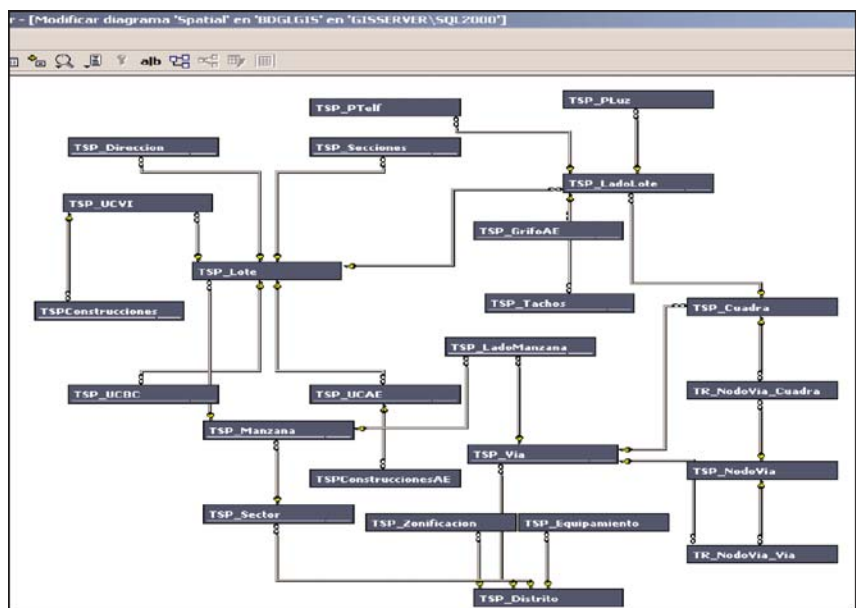 r - [Modificar diagrama 'Spatial' en 'BDGLGIS' en 'GISSERVER\SQL2000']
a|b
TSP_PTelf
TSP_PLuz
TSP_Direccion
TSP_Secciones
TSP_LadoLote
TSP_UCVI
TSP_GrifoAE
TSP_Lote
TSPConstrucciones
TSP_Tachos
TSP_Cuadra
TSP_LadoManzana
TSP_UCBC
TSP_UCAE
TR_NodoVia_Cuadra
TSP_Manzana
TSP_Via
TSPConstruccionesAE
TSP_NodoVia
TSP_Sector
TSP_Zonificacion
TSP_Equipamiento
TR_NodoVia_Via
TSP_Distrito